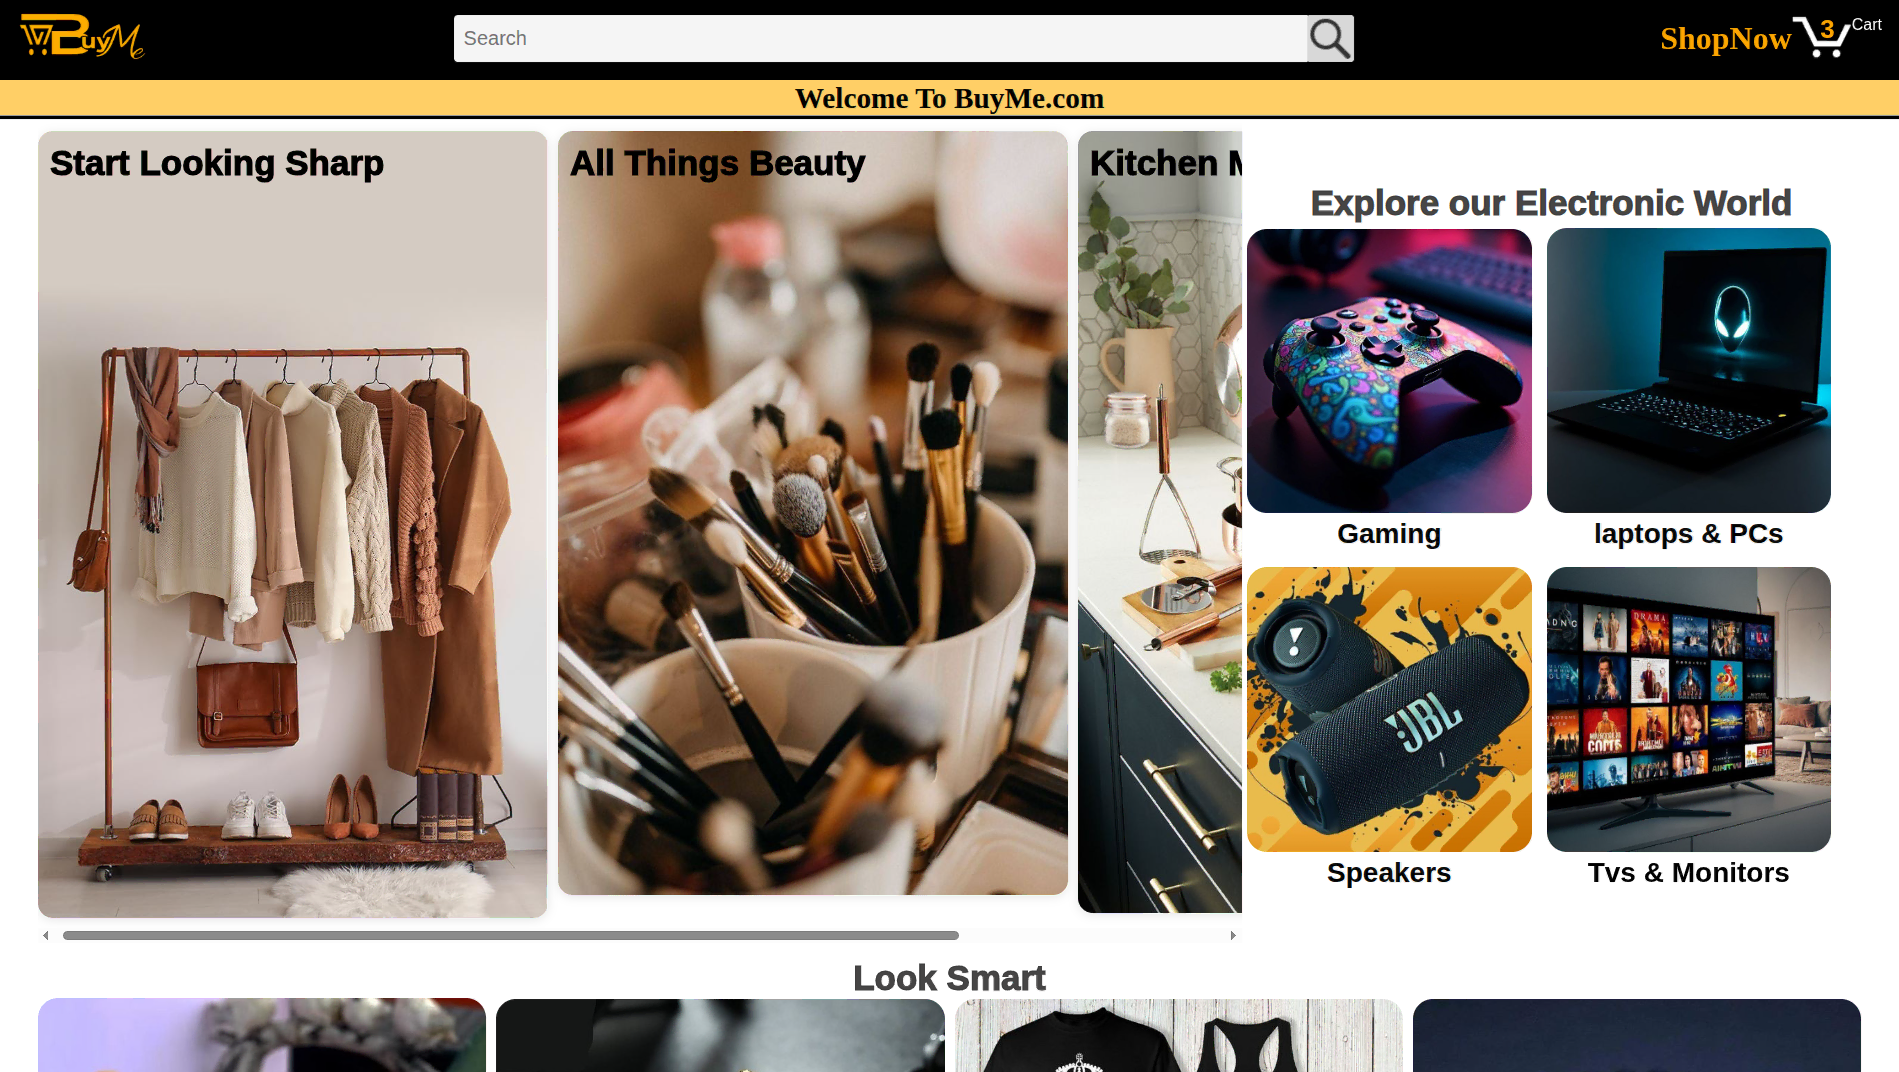 BuyMe
Search
ShopNow
3
Cart
Welcome To BuyMe.com
Start Looking Sharp
All Things Beauty
Kitchen
Explore our Electronic World
Gaming
laptops & PCs
JBL
DRAMA
Speakers
Tvs & Monitors
Look Smart